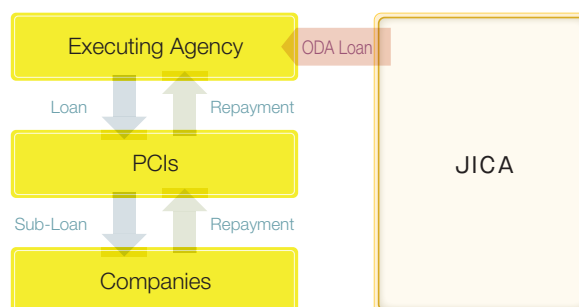 Executing Agency
ODA Loan
Loan
Repayment
PCIs
JICA
Sub-Loan
Repayment
Companies